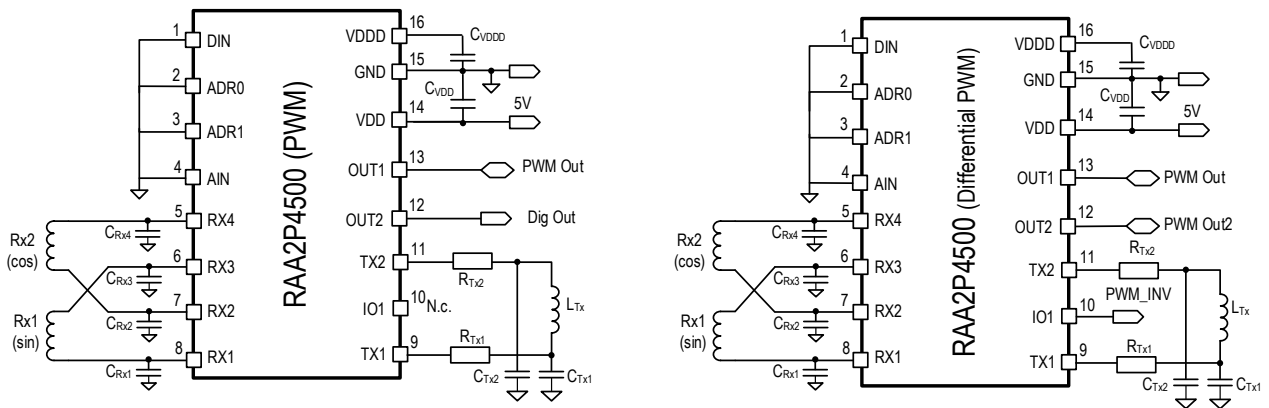 1
DIN
2
ADR0
3
ADR1
4
AIN
5
RX4
6
RX3
7
RX2
8
RX1
Rx2
(cos)
Rx1
(sin)
CRx4
CRx3
CRx2
CRx1
RAA2P4500 (PWM)
16
VDDD
CVDDD
15
GND
CVDD
14
VDD
5V
13
OUT1
PWM Out
12
OUT2
Dig Out
11
TX2
RTx2
10
IO1
N.c.
LTx
9
TX1
RTx1
CTx2
CTx1
1
DIN
2
ADR0
3
ADR1
4
AIN
5
RX4
6
RX3
7
RX2
8
RX1
Rx2
(cos)
Rx1
(sin)
CRx4
CRx3
CRx2
CRx1
RAA2P4500 (Differential PWM)
16
VDDD
CVDDD
15
GND
CVDD
14
VDD
5V
13
OUT1
PWM Out
12
OUT2
PWM Out2
RTx2
11
TX2
PWM_INV
10
IO1
LTx
RTx1
9
TX1
CTx2
CTx1